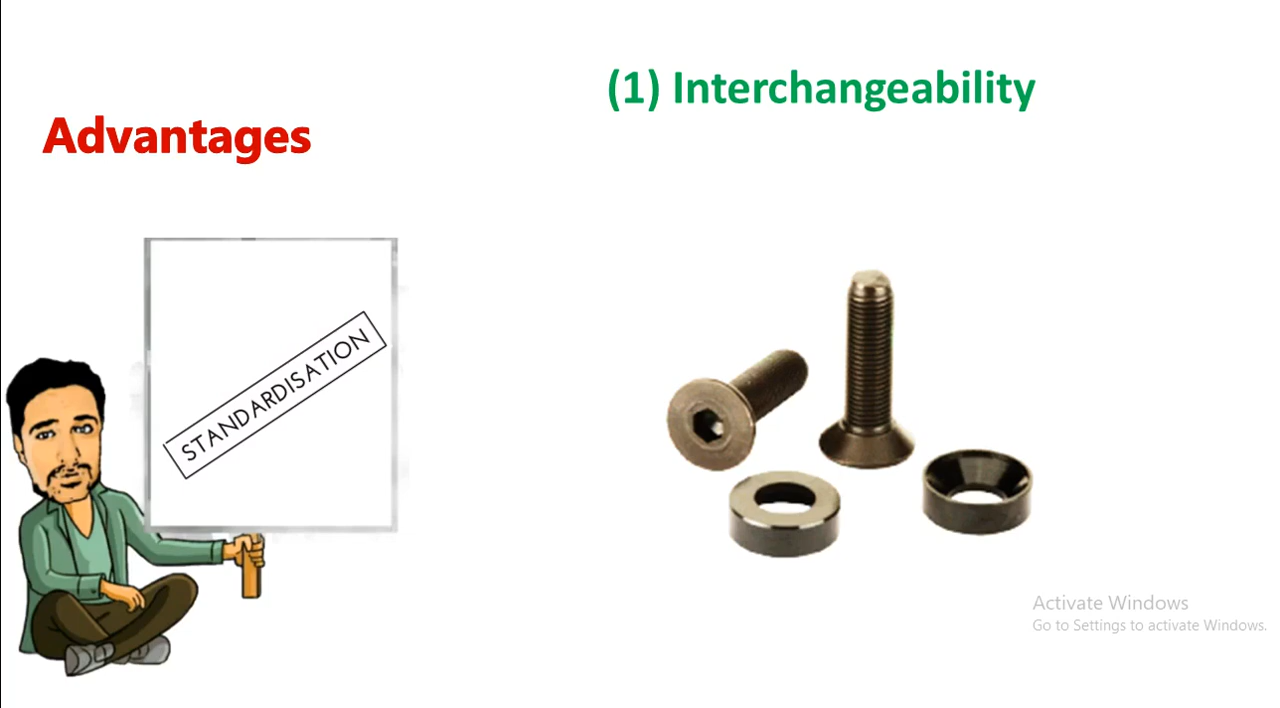 (1) Interchangeability
Advantages
STANDARDISATION
Activate Windows
Go to Settings to activate Windows.